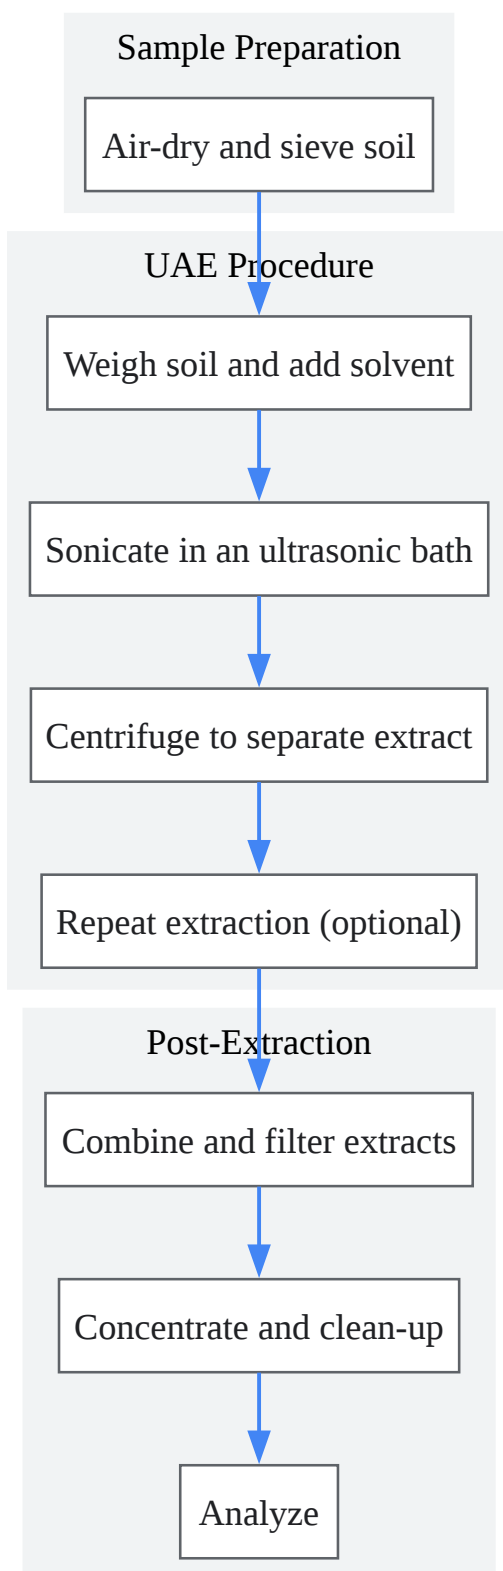 Sample Preparation
Air-dry and sieve soil
UAE Procedure
Weigh soil and add solvent
Sonicate in an ultrasonic bath
Centrifuge to separate extract
Repeat extraction (optional)
Post-Extraction
Combine and filter extracts
Concentrate and clean-up
Analyze